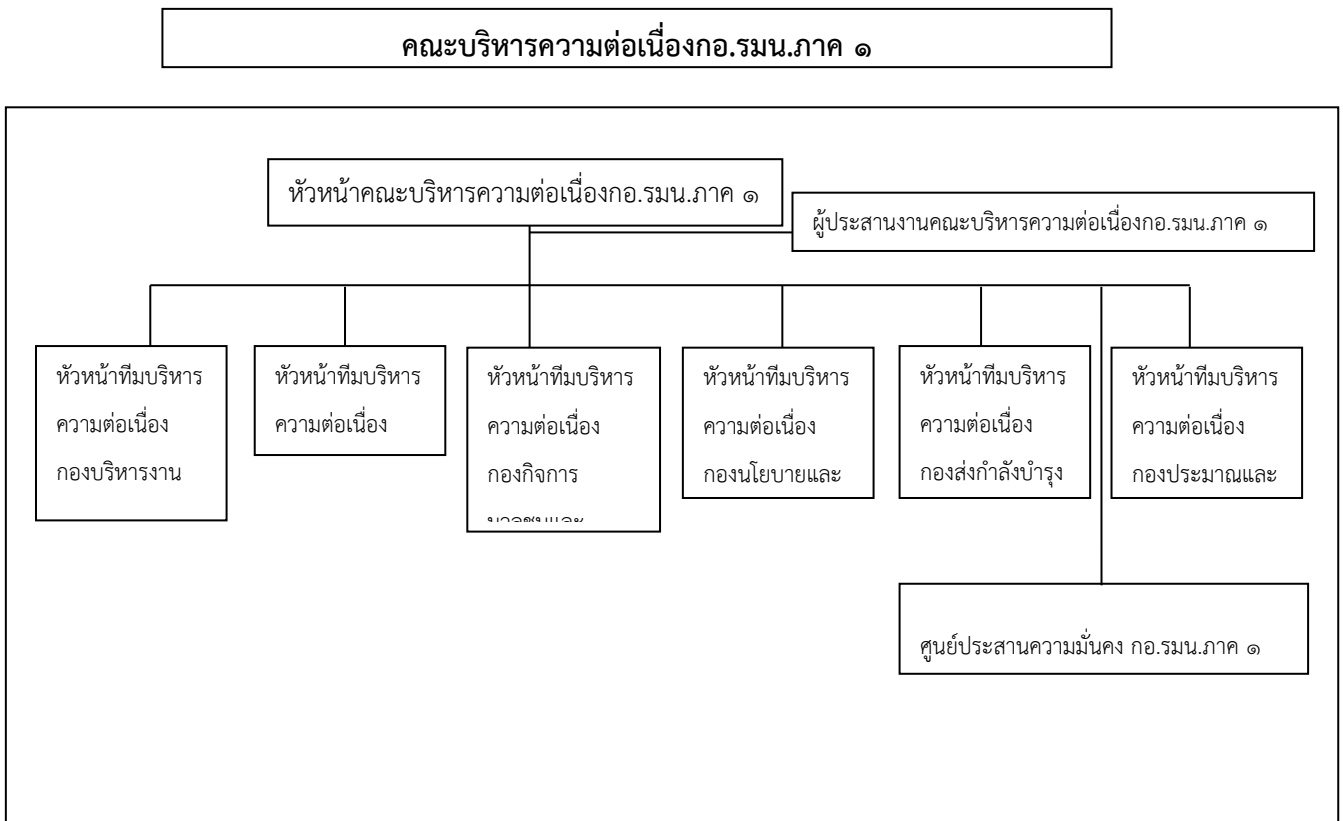 คณะบริหารความต่อเนื่องกอ.รมน.ภาค ๑
หัวหน้าคณะบริหารความต่อเนื่องกอ.รมน.ภาค ๑
ผู้ประสานงานคณะบริหารความต่อเนื่องกอ.รมน.ภาค ๑
หัวหน้าทีมบริหาร
ความต่อเนื่อง
กองบริหารงาน
หัวหน้าทีมบริหาร
ความต่อเนื่อง
หัวหน้าทีมบริหาร
ความต่อเนื่อง
กองกิจการ
หัวหน้าทีมบริหาร
ความต่อเนื่อง
กองนโยบายและ
หัวหน้าทีมบริหาร
ความต่อเนื่อง
กองส่งกำลังบำรุง
หัวหน้าทีมบริหาร
ความต่อเนื่อง
กองประมาณและ
ศูนย์ประสานความมั่นคง กอ.รมน.ภาค ๑